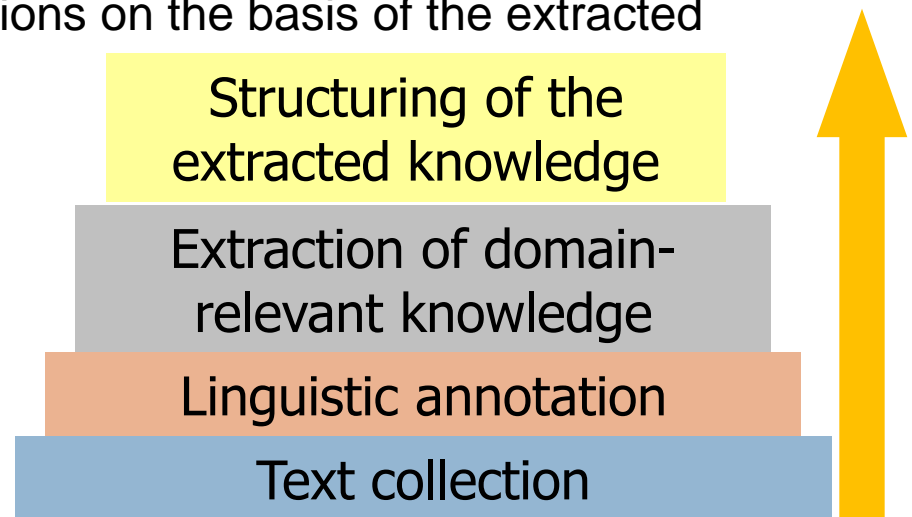 ions on the basis of the extracted
Structuring of the
extracted knowledge
Extraction of domain-
relevant knowledge
Linguistic annotation
Text collection